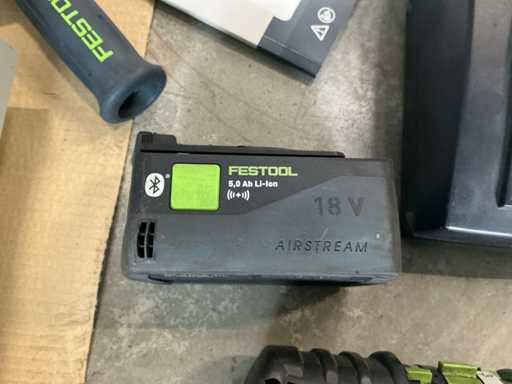 FESTOOL
FESTOOL
5,0 Ah Li-Ion
18 V
AIRSTREAM